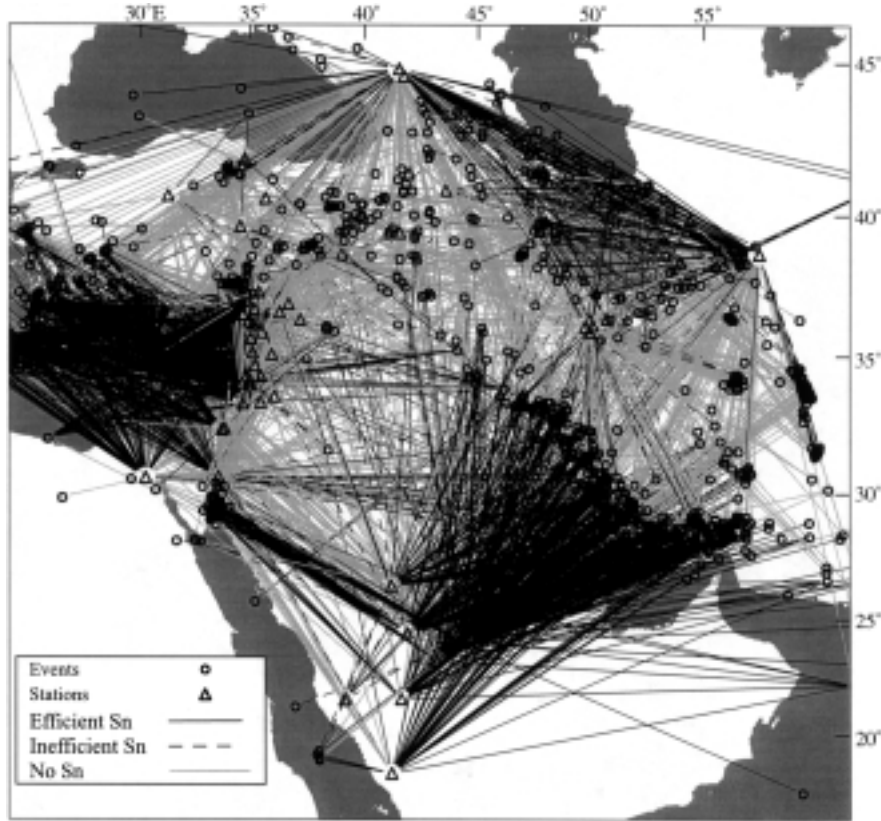 30˚E 35˚ 40˚ 45˚ 50˚ 55˚
45˚
40˚
35˚
30˚
25˚
20˚
Events
Stations
Efficient Sn
Inefficient Sn
No Sn